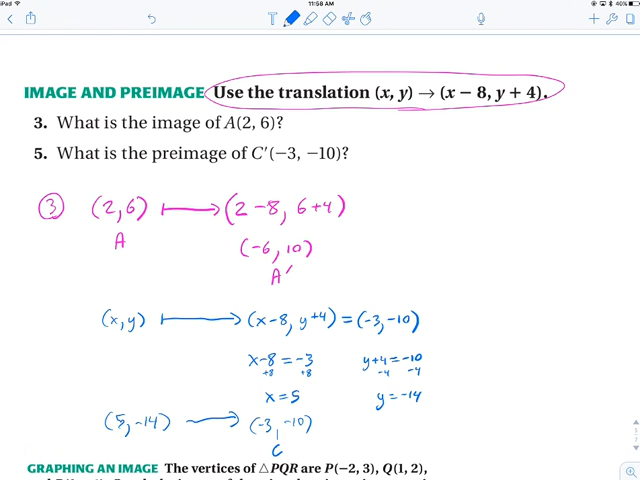 iPad
11:58 AM
40%
IMAGE AND PREIMAGE Use the translation (x, y) → (x − 8, y + 4).
3. What is the image of A(2, 6)?
5. What is the preimage of C′(−3, −10)?
③ (2,6) ⟼ (2−8, 6+4)
A (−6, 10)
A′
(x,y) ⟼ (x−8, y+4) = (−3,−10)
x−8 = −3 y+4 = −10
+8 +8 −4 −4
x = 5 y = −14
(5,−14) → (−3, −10)
C
GRAPHING AN IMAGE The vertices of △PQR are P(−2, 3), Q(1, 2),